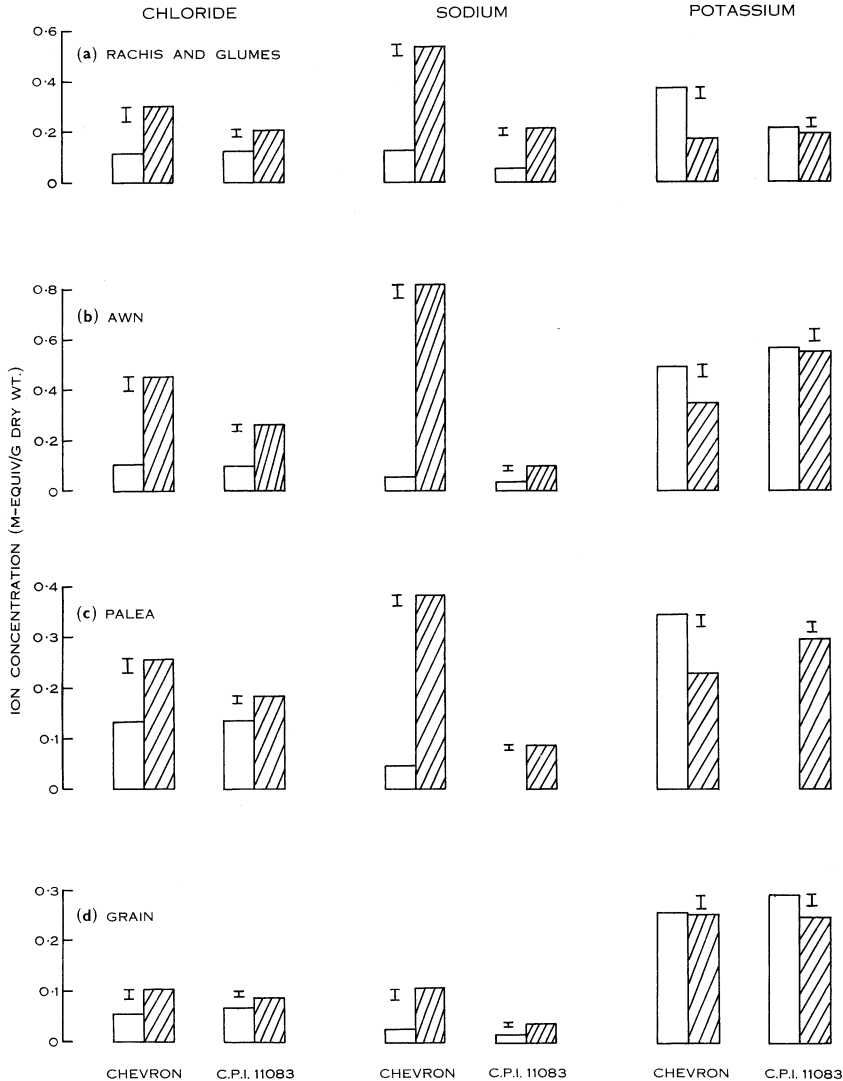 CHLORIDE SODIUM POTASSIUM
0·6
(a) RACHIS AND GLUMES
0·4
0·2
0
0·8
(b) AWN
0·6
0·4
0·2
0
ION CONCENTRATION (M-EQUIV/G DRY WT.)
0·4
(c) PALEA
0·3
0·2
0·1
0
0·3
(d) GRAIN
0·2
0·1
0
CHEVRON C.P.I. 11083 CHEVRON C.P.I. 11083 CHEVRON C.P.I. 11083